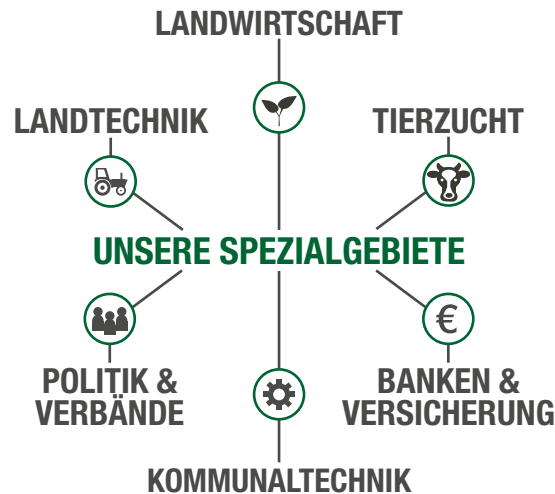 LANDWIRTSCHAFT
LANDTECHNIK
TIERZUCHT
UNSERE SPEZIALGEBIETE
€
POLITIK &
VERBÄNDE
BANKEN &
VERSICHERUNG
KOMMUNALTECHNIK